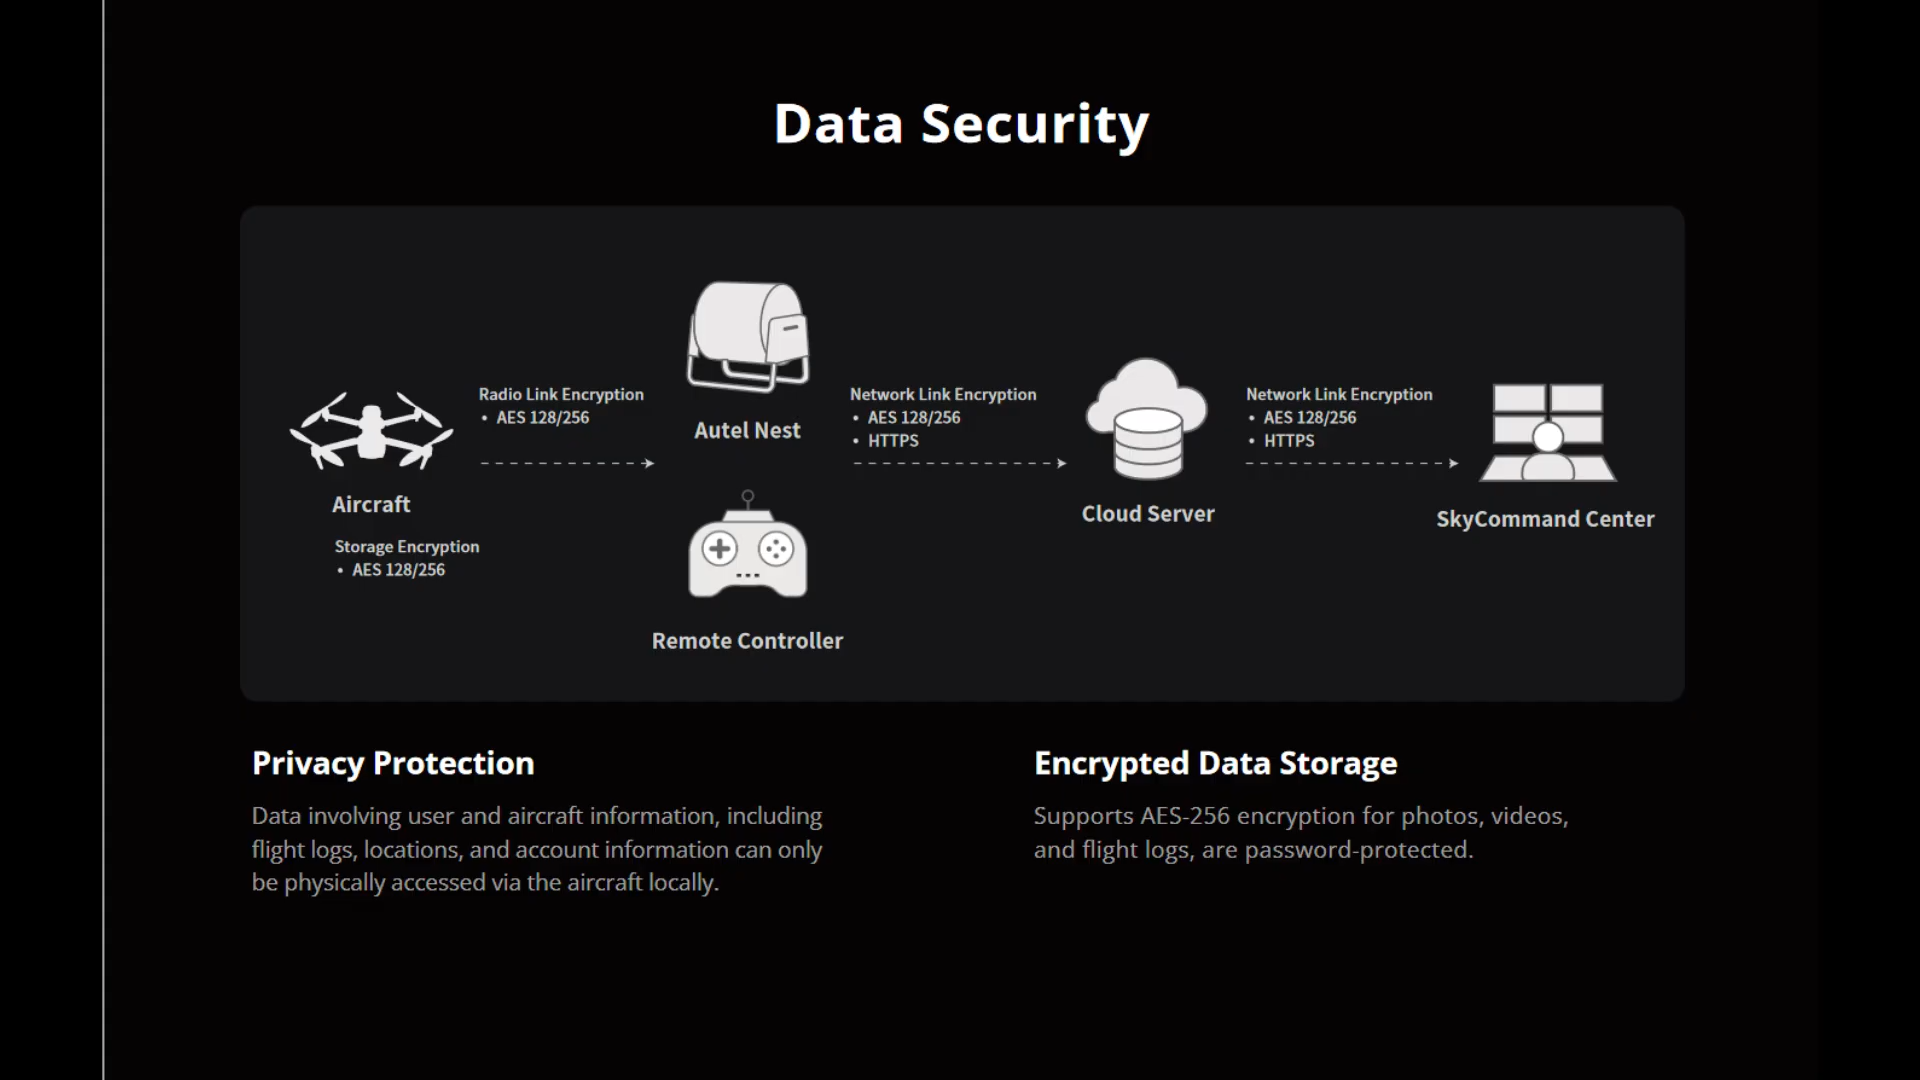 Data Security
Radio Link Encryption
• AES 128/256
Autel Nest
Network Link Encryption
• AES 128/256
• HTTPS
Network Link Encryption
• AES 128/256
• HTTPS
Aircraft
Storage Encryption
• AES 128/256
Cloud Server
SkyCommand Center
Remote Controller
Privacy Protection
Data involving user and aircraft information, including
flight logs, locations, and account information can only
be physically accessed via the aircraft locally.
Encrypted Data Storage
Supports AES-256 encryption for photos, videos,
and flight logs, are password-protected.